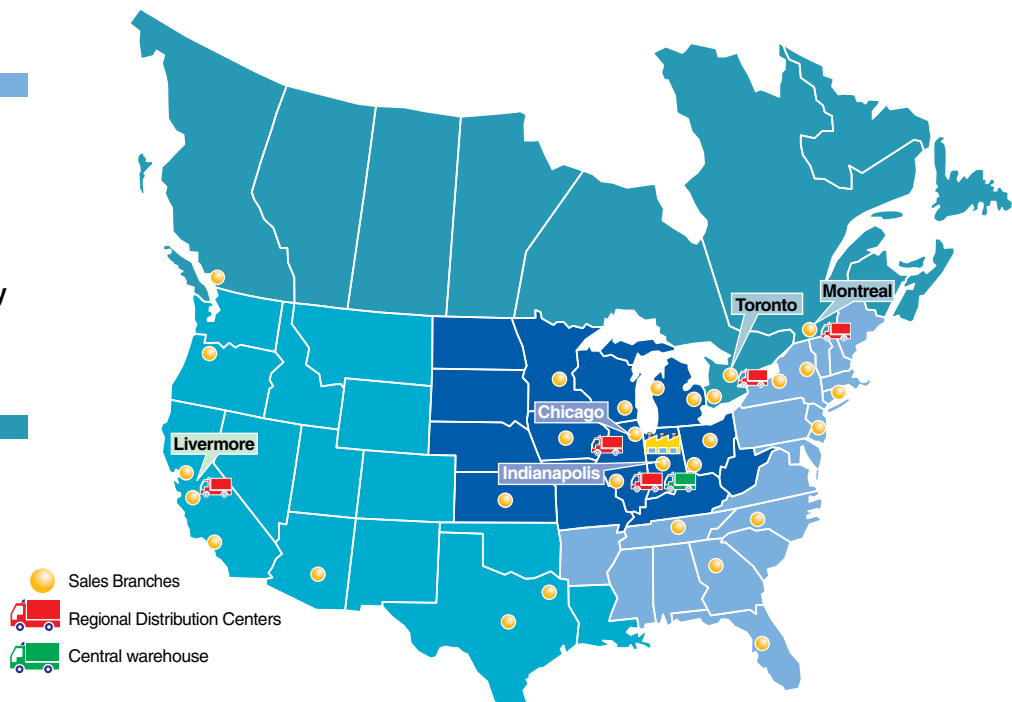 y
Montreal
Toronto
Chicago
Livermore
Indianapolis
Sales Branches
Regional Distribution Centers
Central warehouse